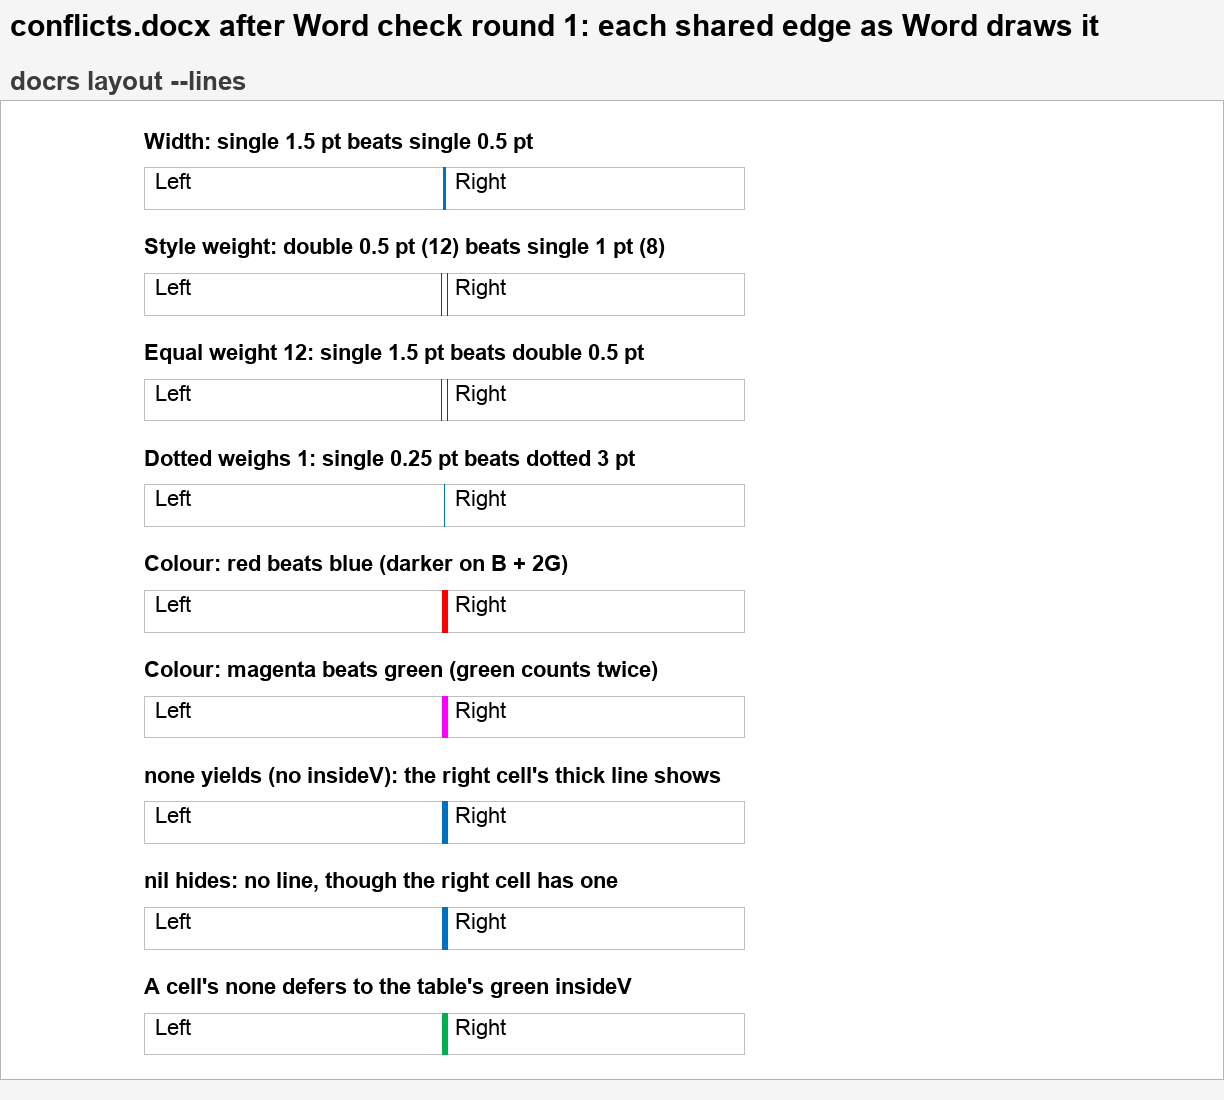 conflicts.docx after Word check round 1: each shared edge as Word draws it
docrs layout --lines
Width: single 1.5 pt beats single 0.5 pt
Left Right
Style weight: double 0.5 pt (12) beats single 1 pt (8)
Left Right
Equal weight 12: single 1.5 pt beats double 0.5 pt
Left Right
Dotted weighs 1: single 0.25 pt beats dotted 3 pt
Left Right
Colour: red beats blue (darker on B + 2G)
Left Right
Colour: magenta beats green (green counts twice)
Left Right
none yields (no insideV): the right cell's thick line shows
Left Right
nil hides: no line, though the right cell has one
Left Right
A cell's none defers to the table's green insideV
Left Right